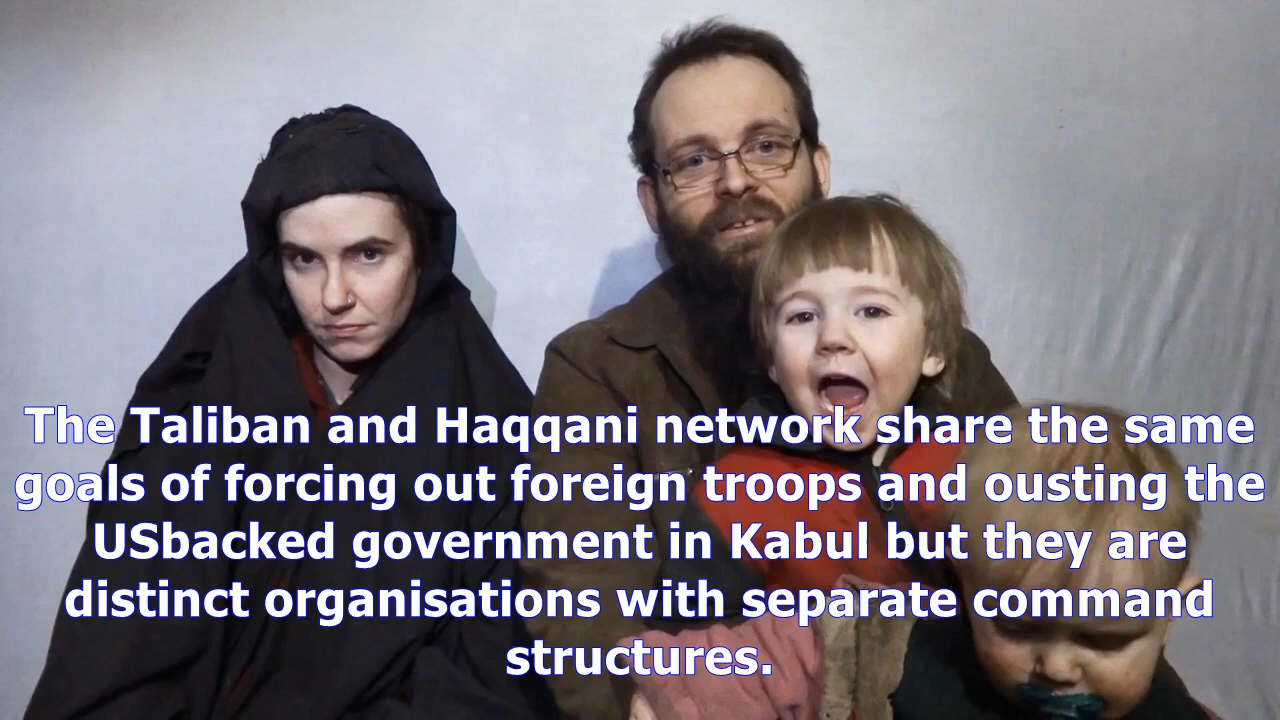 The Taliban and Haqqani network share the same
goals of forcing out foreign troops and ousting the
USbacked government in Kabul but they are
distinct organisations with separate command
structures.